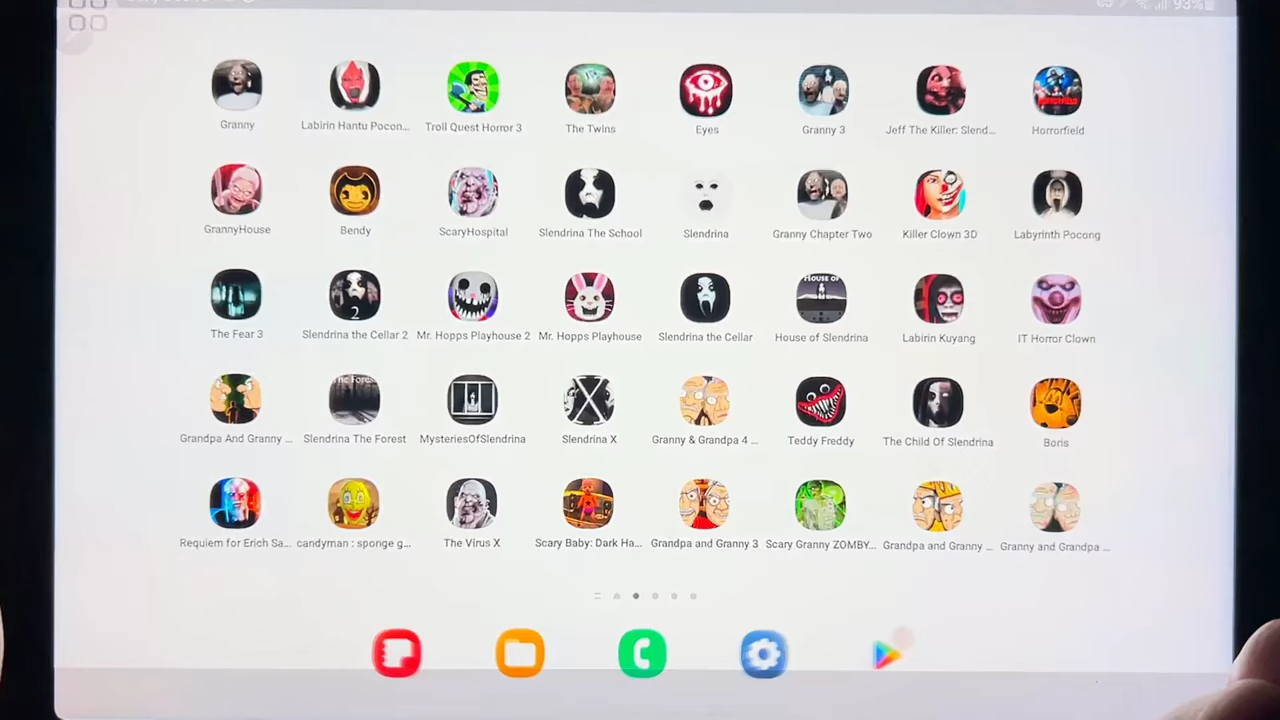 93%
Granny
Labirin Hantu Pocon...
Troll Quest Horror 3
The Twins
Eyes
Granny 3
Jeff The Killer: Slend...
Horrorfield
GrannyHouse
Bendy
ScaryHospital
Slendrina The School
Slendrina
Granny Chapter Two
Killer Clown 3D
Labyrinth Pocong
2
HOUSE OF
The Fear 3
Slendrina the Cellar 2
Mr. Hopps Playhouse 2
Mr. Hopps Playhouse
Slendrina the Cellar
House of Slendrina
Labirin Kuyang
IT Horror Clown
Grandpa And Granny ...
Slendrina The Forest
MysteriesOfSlendrina
Slendrina X
Granny & Grandpa 4 ...
Teddy Freddy
The Child Of Slendrina
Boris
Requiem for Erich Sa...
candyman : sponge g...
The Virus X
Scary Baby: Dark Ha...
Grandpa and Granny 3
Scary Granny ZOMBY...
Grandpa and Granny ...
Granny and Grandpa ...